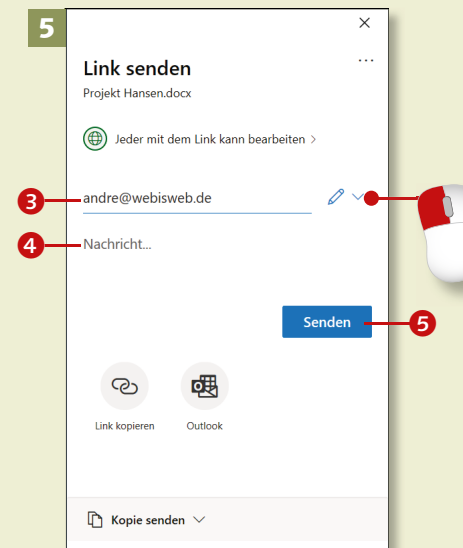 5
Link senden
Projekt Hansen.docx
Jeder mit dem Link kann bearbeiten >
3 andre@webisweb.de
4 Nachricht...
Senden 5
Link kopieren Outlook
Kopie senden